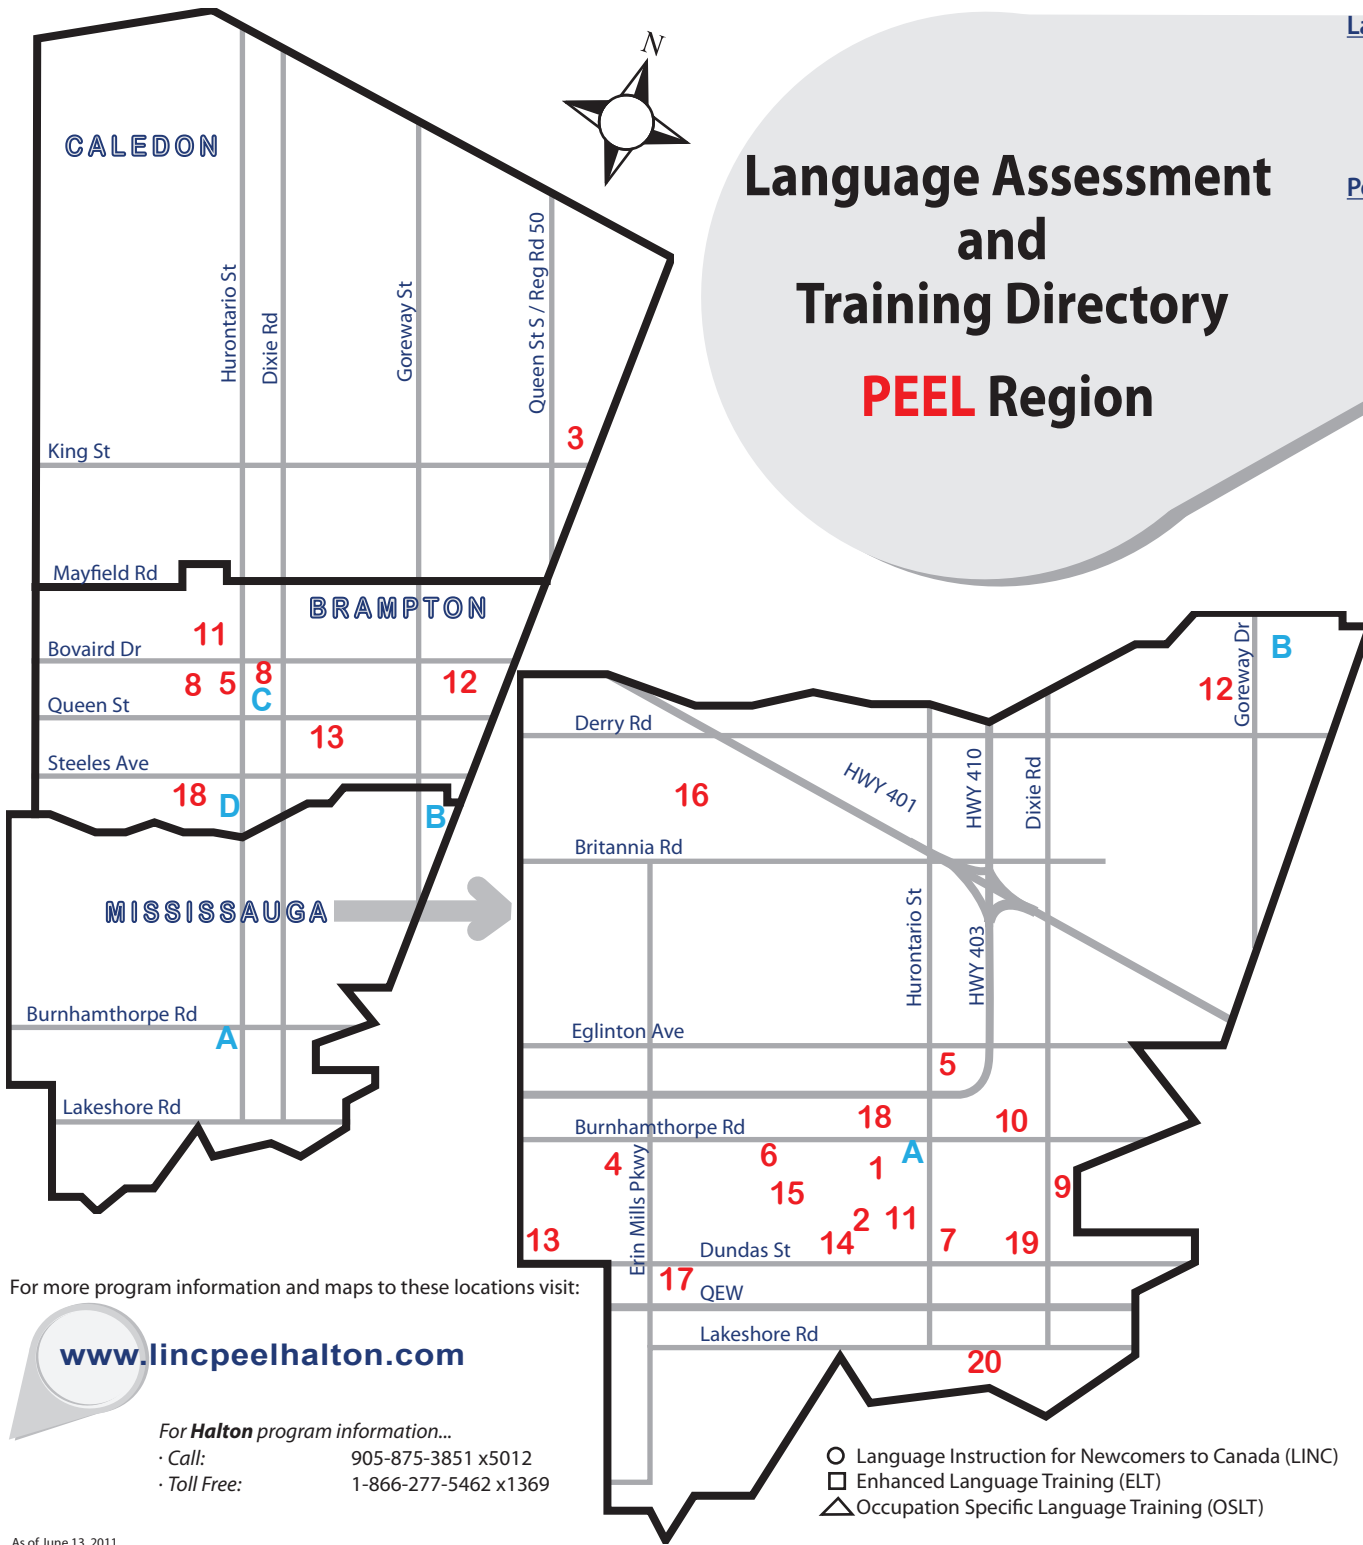 N
La
Language Assessment
and
Training Directory
PEEL Region
CALEDON
Hurontario St
Dixie Rd
Goreway St
Queen St S / Reg Rd 50
King St
3
Mayfield Rd
BRAMPTON
11
Bovaird Dr
8
5
8
C
12
Queen St
13
Steeles Ave
18
D
B
MISSISSAUGA
Burnhamthorpe Rd
A
Lakeshore Rd
B
12
Goreway Dr
Derry Rd
HWY 401
HWY 410
Dixie Rd
16
Britannia Rd
Hurontario St
HWY 403
Eglinton Ave
5
18
10
Burnhamthorpe Rd
A
4
6
1
Erin Mills Pkwy
15
9
2
11
13
14
7
19
Dundas St
17
QEW
Lakeshore Rd
20
For more program information and maps to these locations visit:
www.lincpeelhalton.com
For Halton program information...
· Call: 905-875-3851 x5012
· Toll Free: 1-866-277-5462 x1369
Language Instruction for Newcomers to Canada (LINC)
Enhanced Language Training (ELT)
Occupation Specific Language Training (OSLT)
As of June 13, 2011